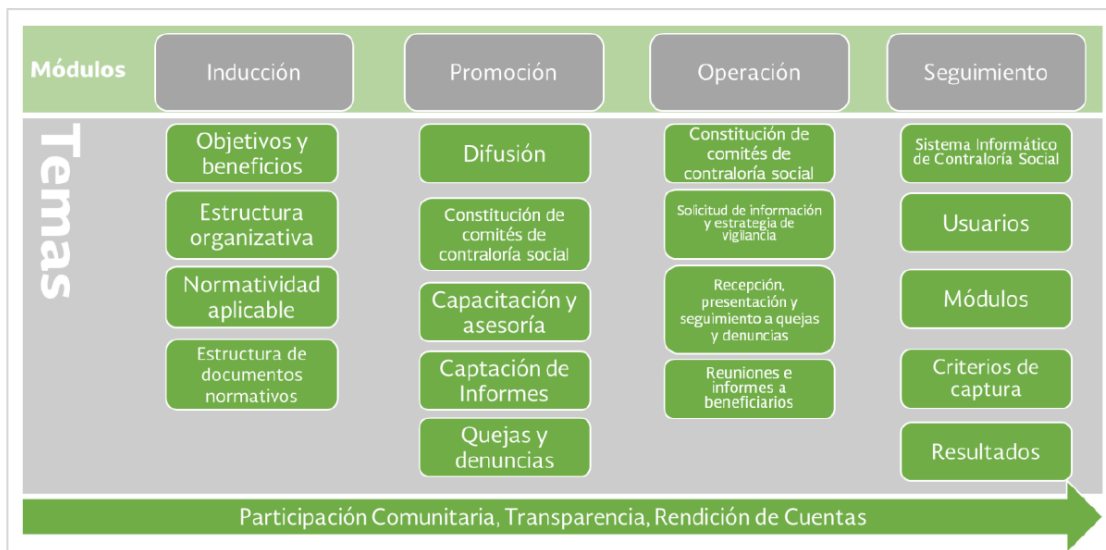 Módulos
Inducción
Promoción
Operación
Seguimiento
Temas
Objetivos y
beneficios
Estructura
organizativa
Normatividad
aplicable
Estructura de
documentos
normativos
Difusión
Constitución de
comités de
contraloría social
Capacitación y
asesoría
Captación de
Informes
Quejas y
denuncias
Constitución de
comités de
contraloría social
Solicitud de información
y estrategia de
vigilancia
Recepción,
presentación y
seguimiento a quejas
y denuncias
Reuniones e
informes a
beneficiarios
Sistema Informático
de Contraloría Social
Usuarios
Módulos
Criterios de
captura
Resultados
Participación Comunitaria, Transparencia, Rendición de Cuentas